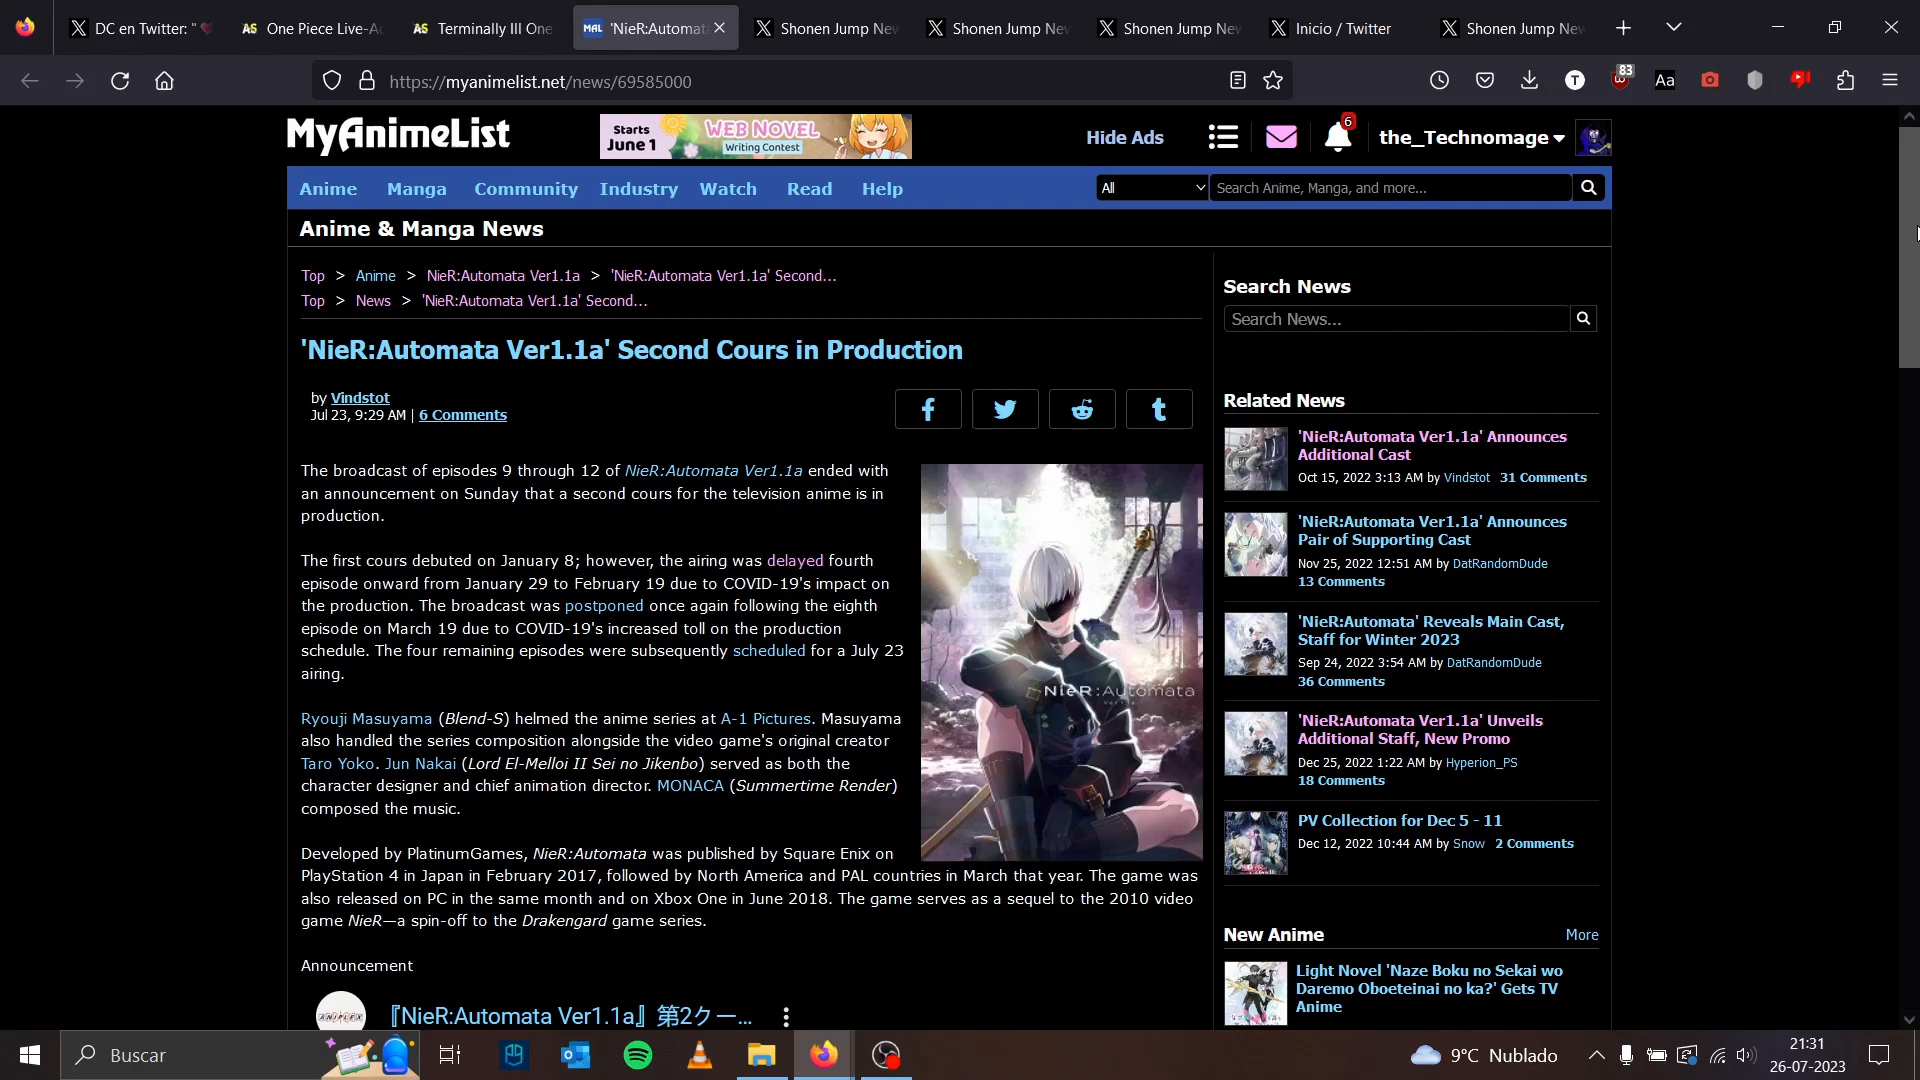 DC en Twitter: "
AS One Piece Live-Ac
AS Terminally Ill One
MAL 'NieR:Automata
Shonen Jump New
Shonen Jump New
Shonen Jump New
Inicio / Twitter
Shonen Jump New
https://myanimelist.net/news/69585000
T
83
Aa
MyAnimeList
Starts June 1
WEB NOVEL
Writing Contest
Hide Ads
6
the_Technomage
Anime Manga Community Industry Watch Read Help
All
Search Anime, Manga, and more...
Anime & Manga News
Top > Anime > NieR:Automata Ver1.1a > 'NieR:Automata Ver1.1a' Second...
Top > News > 'NieR:Automata Ver1.1a' Second...
'NieR:Automata Ver1.1a' Second Cours in Production
by Vindstot
Jul 23, 9:29 AM | 6 Comments
The broadcast of episodes 9 through 12 of NieR:Automata Ver1.1a ended with
an announcement on Sunday that a second cours for the television anime is in
production.
The first cours debuted on January 8; however, the airing was delayed fourth
episode onward from January 29 to February 19 due to COVID-19's impact on
the production. The broadcast was postponed once again following the eighth
episode on March 19 due to COVID-19's increased toll on the production
schedule. The four remaining episodes were subsequently scheduled for a July 23
airing.
Ryouji Masuyama (Blend-S) helmed the anime series at A-1 Pictures. Masuyama
also handled the series composition alongside the video game's original creator
Taro Yoko. Jun Nakai (Lord El-Melloi II Sei no Jikenbo) served as both the
character designer and chief animation director. MONACA (Summertime Render)
composed the music.
NieR:Automata
Developed by PlatinumGames, NieR:Automata was published by Square Enix on
PlayStation 4 in Japan in February 2017, followed by North America and PAL countries in March that year. The game was
also released on PC in the same month and on Xbox One in June 2018. The game serves as a sequel to the 2010 video
game NieR—a spin-off to the Drakengard game series.
Announcement
ANIPLEX
『NieR:Automata Ver1.1a』第2クー...
Search News
Search News...
Related News
'NieR:Automata Ver1.1a' Announces
Additional Cast
Oct 15, 2022 3:13 AM by Vindstot 31 Comments
'NieR:Automata Ver1.1a' Announces
Pair of Supporting Cast
Nov 25, 2022 12:51 AM by DatRandomDude
13 Comments
'NieR:Automata' Reveals Main Cast,
Staff for Winter 2023
Sep 24, 2022 3:54 AM by DatRandomDude
36 Comments
'NieR:Automata Ver1.1a' Unveils
Additional Staff, New Promo
Dec 25, 2022 1:22 AM by Hyperion_PS
18 Comments
PV Collection for Dec 5 - 11
Dec 12, 2022 10:44 AM by Snow 2 Comments
New Anime
More
Light Novel 'Naze Boku no Sekai wo
Daremo Oboeteinai no ka?' Gets TV
Anime
Buscar
9°C Nublado
21:31
26-07-2023